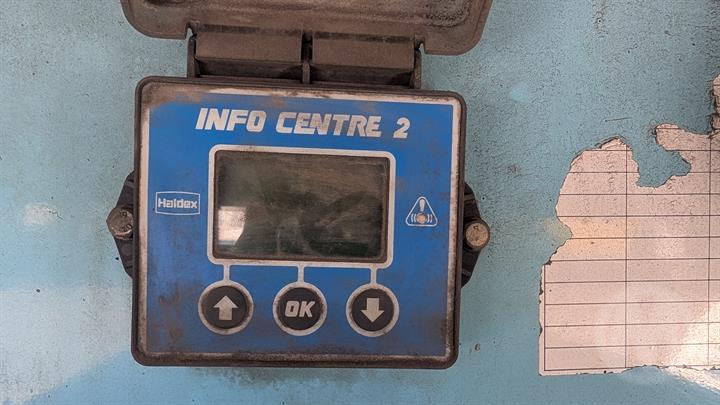 INFO CENTRE 2
Haldex
OK